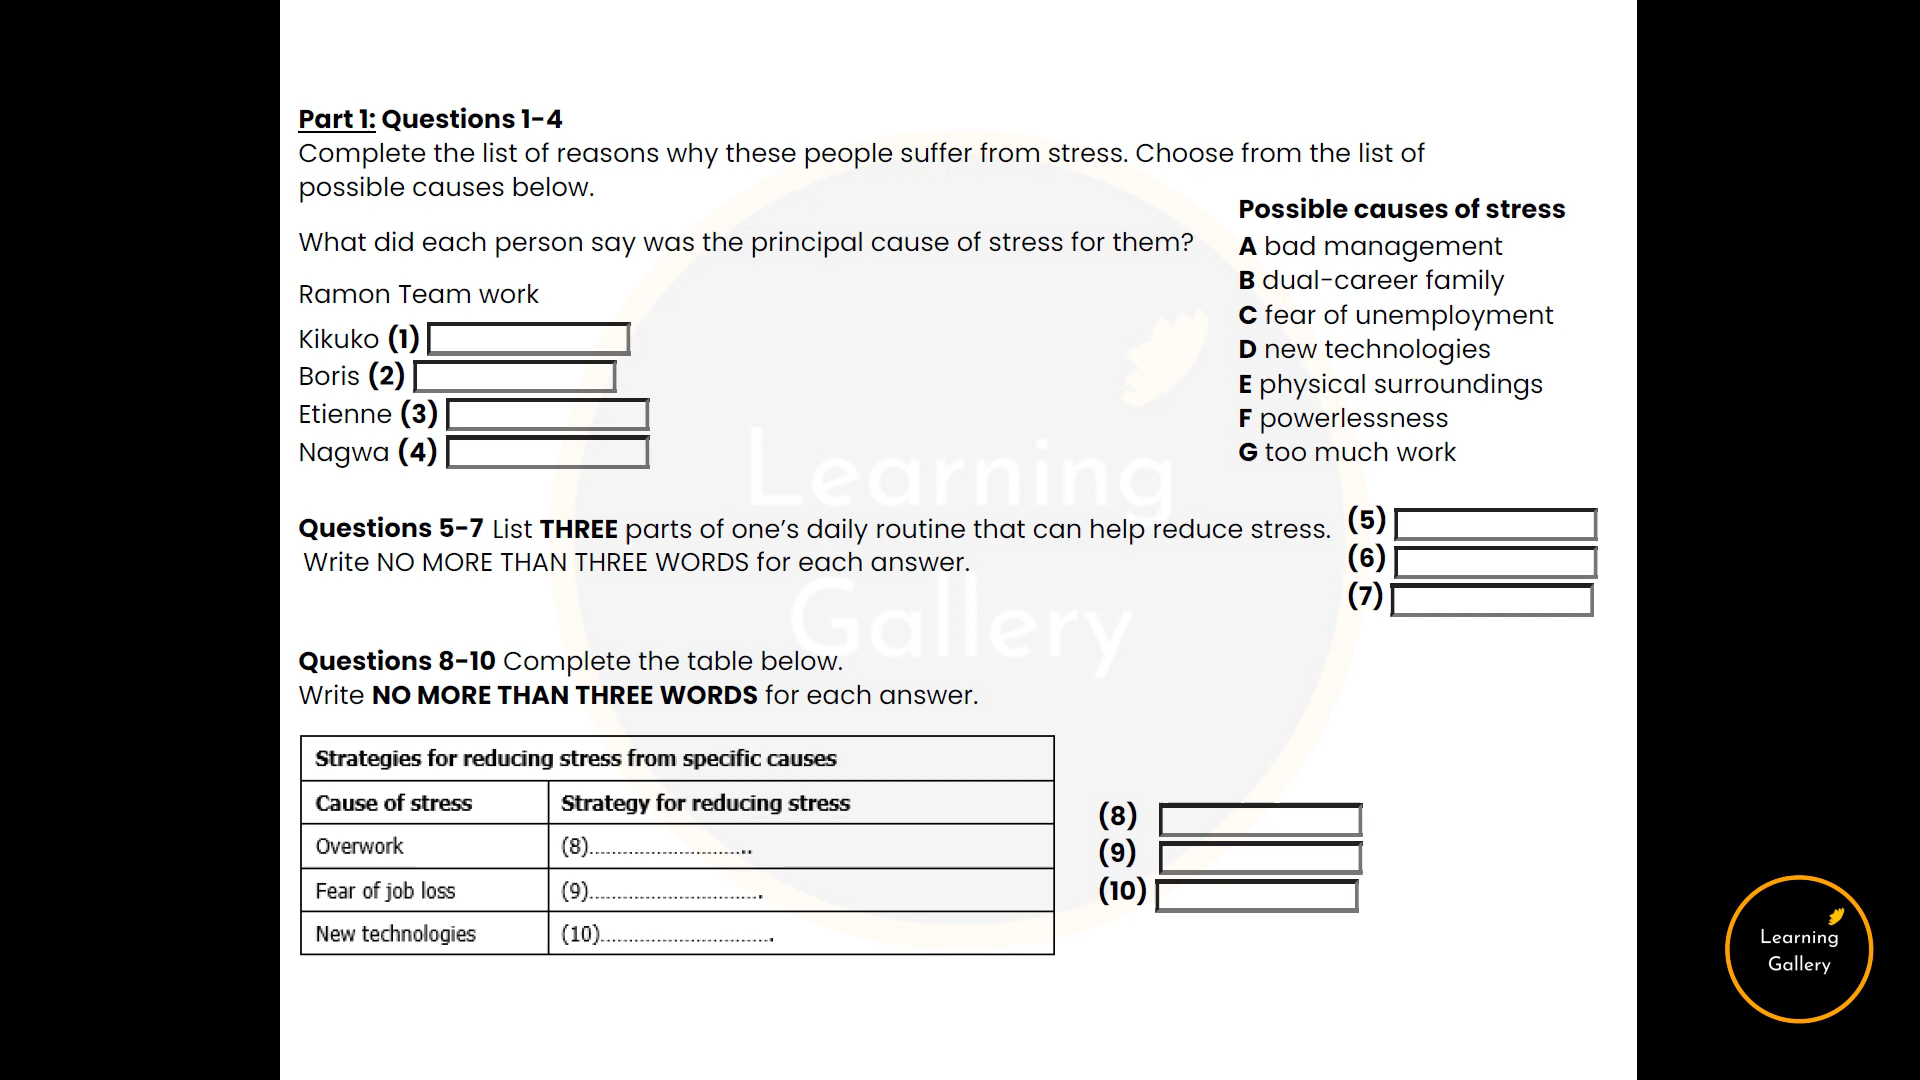 Part 1: Questions 1-4
Complete the list of reasons why these people suffer from stress. Choose from the list of
possible causes below.
What did each person say was the principal cause of stress for them?
Ramon Team work
Kikuko (1)
Boris (2)
Etienne (3)
Nagwa (4)
Possible causes of stress
A bad management
B dual-career family
C fear of unemployment
D new technologies
E physical surroundings
F powerlessness
G too much work
Questions 5-7 List THREE parts of one's daily routine that can help reduce stress.
Write NO MORE THAN THREE WORDS for each answer.
(5)
(6)
(7)
Questions 8-10 Complete the table below.
Write NO MORE THAN THREE WORDS for each answer.
Strategies for reducing stress from specific causes
Cause of stress Strategy for reducing stress
Overwork (8)..............................
Fear of job loss (9)................................
New technologies (10)................................
(8)
(9)
(10)
Learning
Gallery
Learning
Gallery